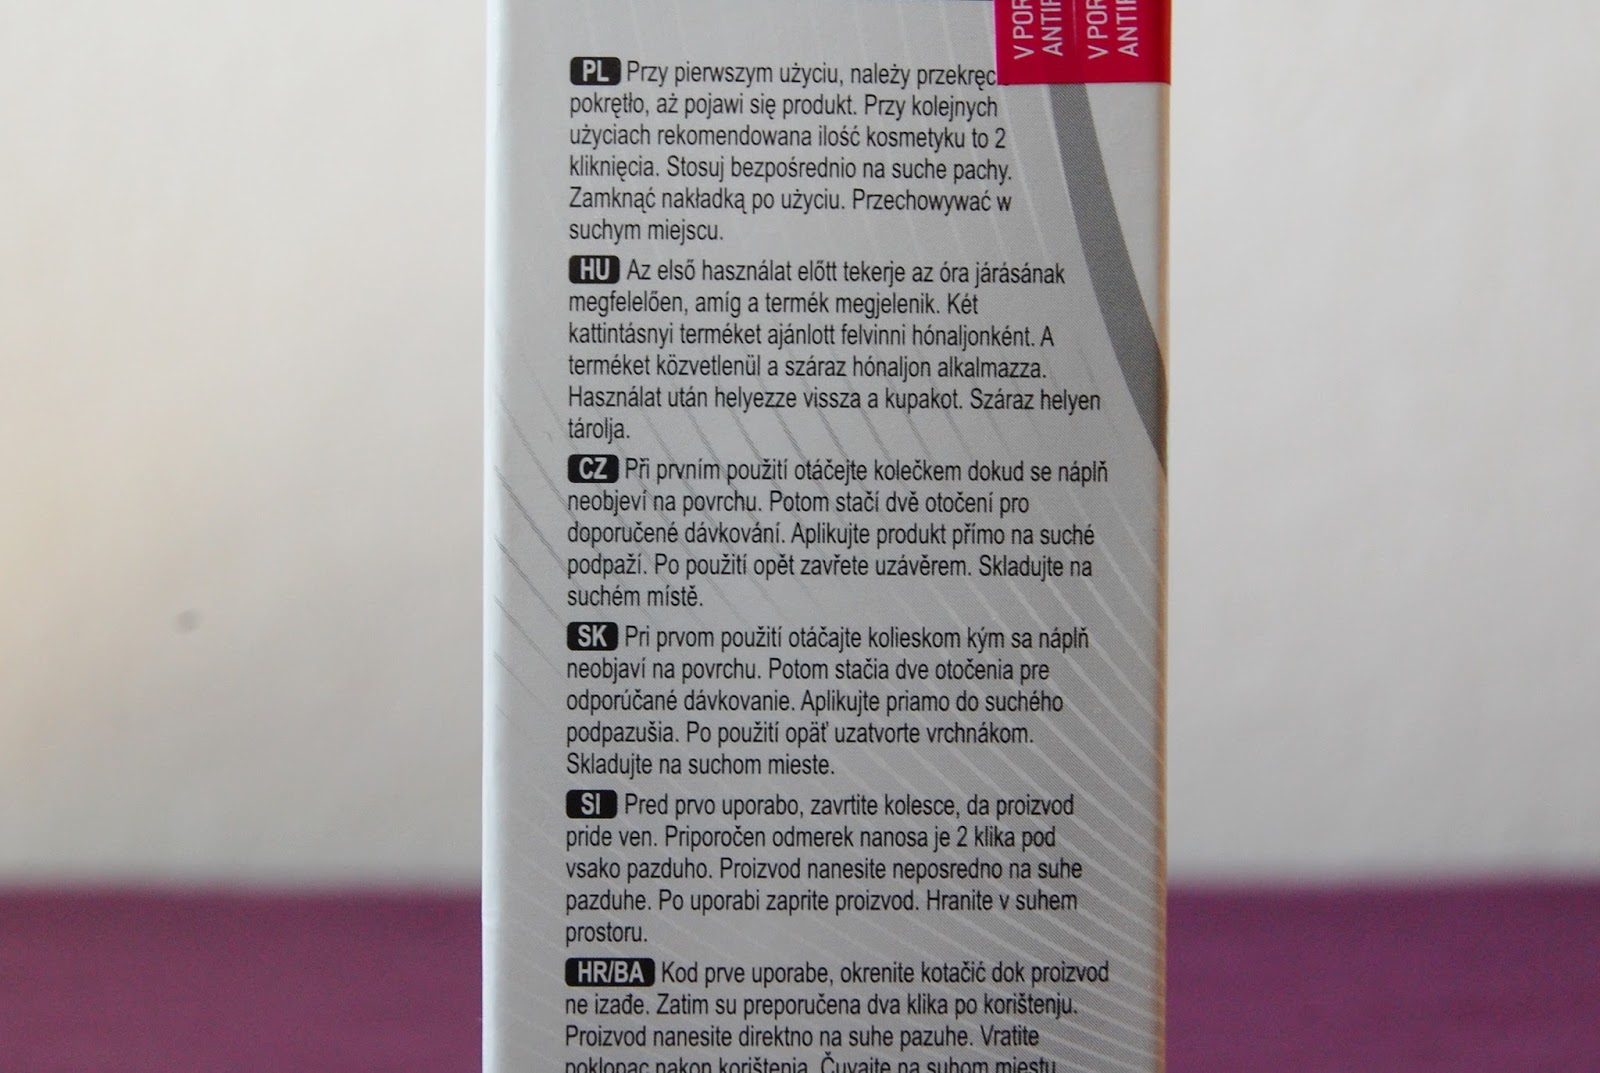 V POR
ANTIP
V POR
ANTIP
PL Przy pierwszym użyciu, należy przekręc
pokrętło, aż pojawi się produkt. Przy kolejnych
użyciach rekomendowana ilość kosmetyku to 2
kliknięcia. Stosuj bezpośrednio na suche pachy.
Zamknąć nakładką po użyciu. Przechowywać w
suchym miejscu.
HU Az első használat előtt tekerje az óra járásának
megfelelően, amíg a termék megjelenik. Két
kattintásnyi terméket ajánlott felvinni hónaljonként. A
terméket közvetlenül a száraz hónaljon alkalmazza.
Használat után helyezze vissza a kupakot. Száraz helyen
tárolja.
CZ Při prvním použití otáčejte kolečkem dokud se náplň
neobjeví na povrchu. Potom stačí dvě otočení pro
doporučené dávkování. Aplikujte produkt přímo na suché
podpaží. Po použití opět zavřete uzávěrem. Skladujte na
suchém místě.
SK Pri prvom použití otáčajte kolieskom kým sa náplň
neobjaví na povrchu. Potom stačia dve otočenia pre
odporúčané dávkovanie. Aplikujte priamo do suchého
podpazušia. Po použití opäť uzatvorte vrchnákom.
Skladujte na suchom mieste.
SI Pred prvo uporabo, zavrtite kolesce, da proizvod
pride ven. Priporočen odmerek nanosa je 2 klika pod
vsako pazduho. Proizvod nanesite neposredno na suhe
pazduhe. Po uporabi zaprite proizvod. Hranite v suhem
prostoru.
HR/BA Kod prve uporabe, okrenite kotačić dok proizvod
ne izađe. Zatim su preporučena dva klika po korištenju.
Proizvod nanesite direktno na suhe pazuhe. Vratite
poklopac nakon korištenja. Čuvajte na suhom mjestu